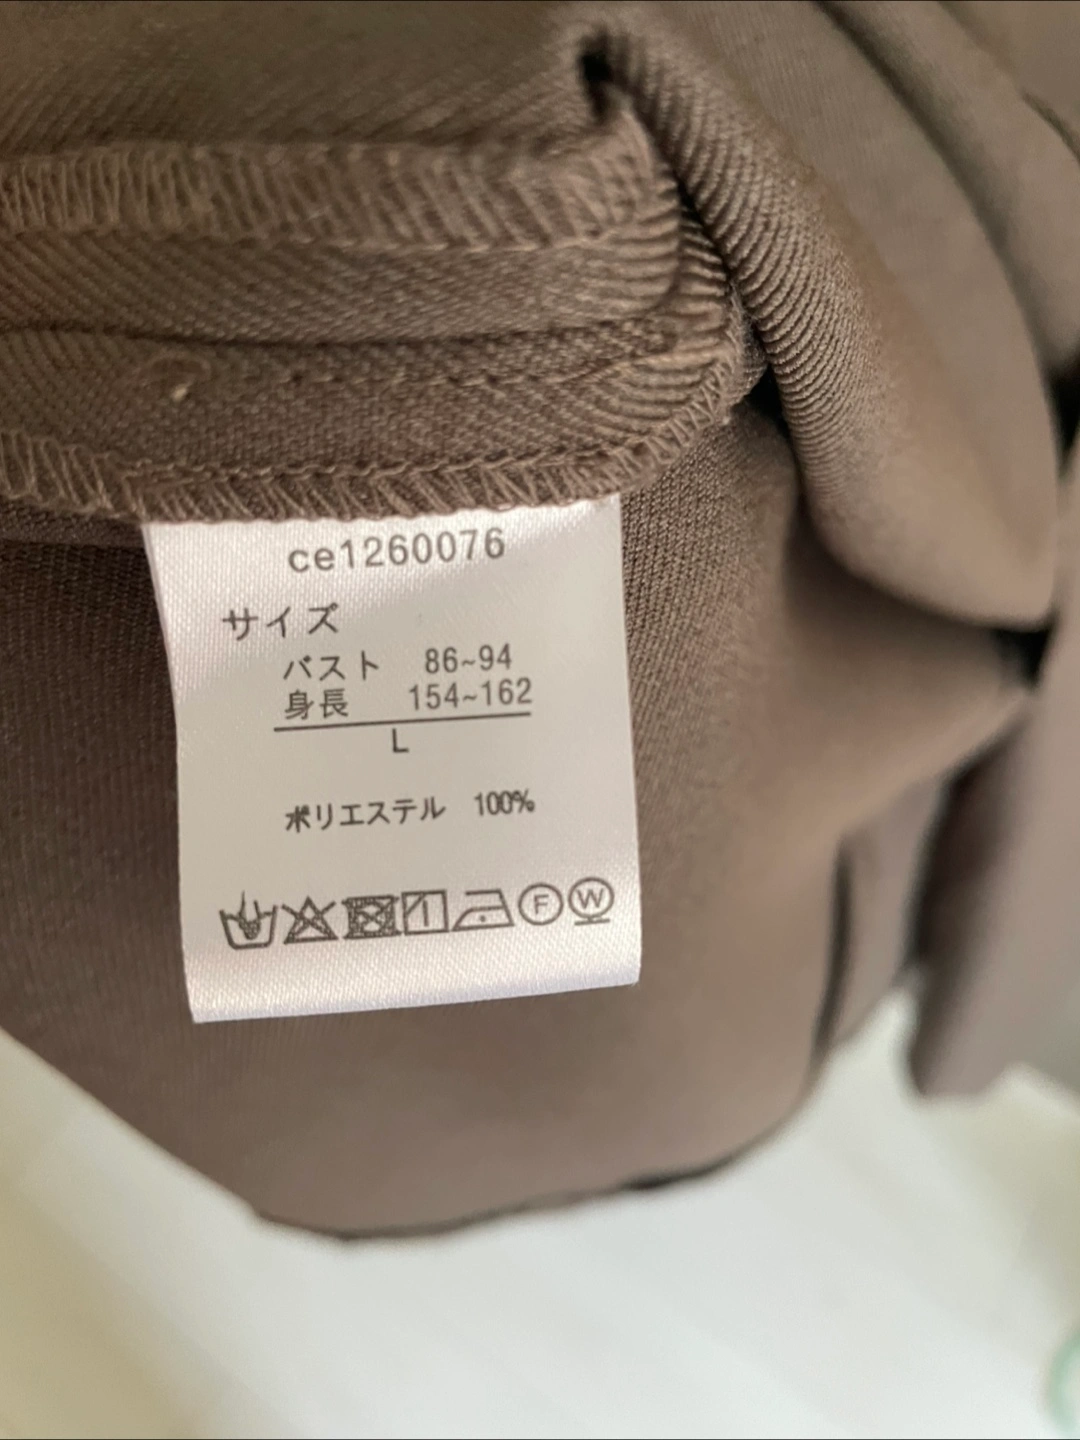 ce1260076
サイズ
バスト 86~94
身長 154~162
L
ポリエステル 100%
F W